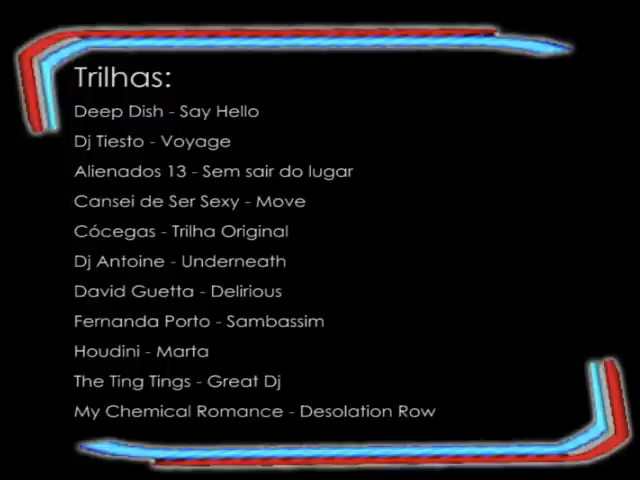 Trilhas:
Deep Dish - Say Hello
Dj Tiesto - Voyage
Alienados 13 - Sem sair do lugar
Cansei de Ser Sexy - Move
Cócegas - Trilha Original
Dj Antoine - Underneath
David Guetta - Delirious
Fernanda Porto - Sambassim
Houdini - Marta
The Ting Tings - Great Dj
My Chemical Romance - Desolation Row